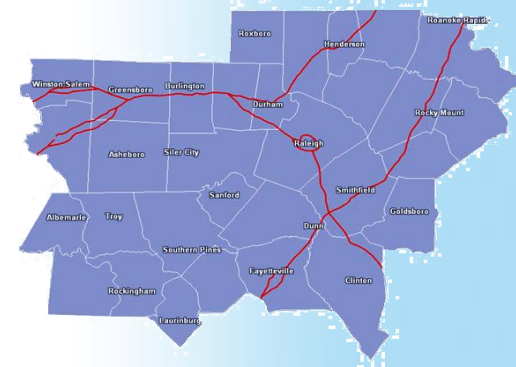 Roxboro
Roanoke Rapid.
Henderson
Winston-Salem
Greensboro
Burlington
Durham
Rocky Mount
Raleigh
Asheboro
Siler City
Smithfield
Sanford
Goldsboro
Albemarle
Troy
Dunn
Southern Pines
Fayetteville
Clinton
Rockingham
Laurinburg